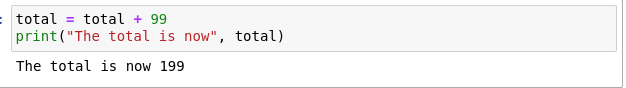 total = total + 99
print("The total is now", total)
The total is now 199